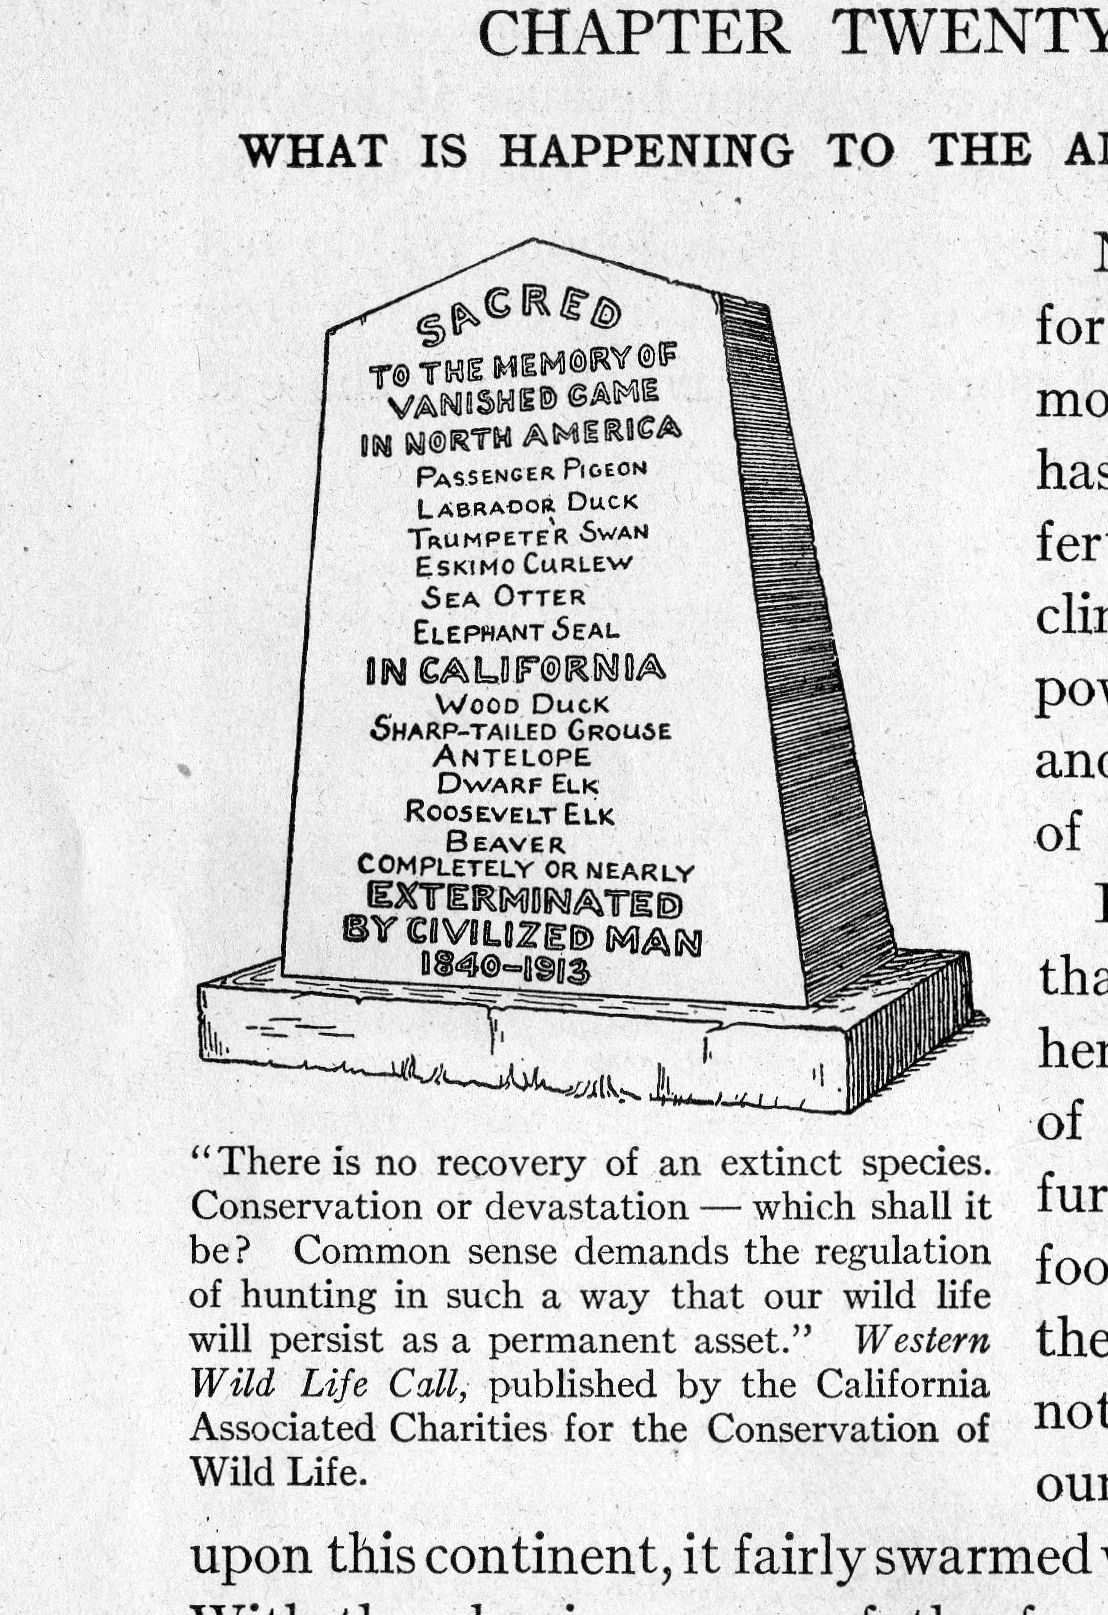 CHAPTER TWENTY
WHAT IS HAPPENING TO THE
SACRED
TO THE MEMORY OF
VANISHED GAME
IN NORTH AMERICA
PASSENGER PIGEON
LABRADOR DUCK
TRUMPETER SWAN
ESKIMO CURLEW
SEA OTTER
ELEPHANT SEAL
IN CALIFORNIA
WOOD DUCK
SHARP-TAILED GROUSE
ANTELOPE
DWARF ELK
ROOSEVELT ELK
BEAVER
COMPLETELY OR NEARLY
EXTERMINATED
BY CIVILIZED MAN
1840-1913
"There is no recovery of an extinct species.
Conservation or devastation — which shall it
be? Common sense demands the regulation
of hunting in such a way that our wild life
will persist as a permanent asset." Western
Wild Life Call, published by the California
Associated Charities for the Conservation of
Wild Life.
for
mo
has
fer
clin
pov
and
of
tha
her
of
fur
foo
the
not
our
upon this continent, it fairly swarmed